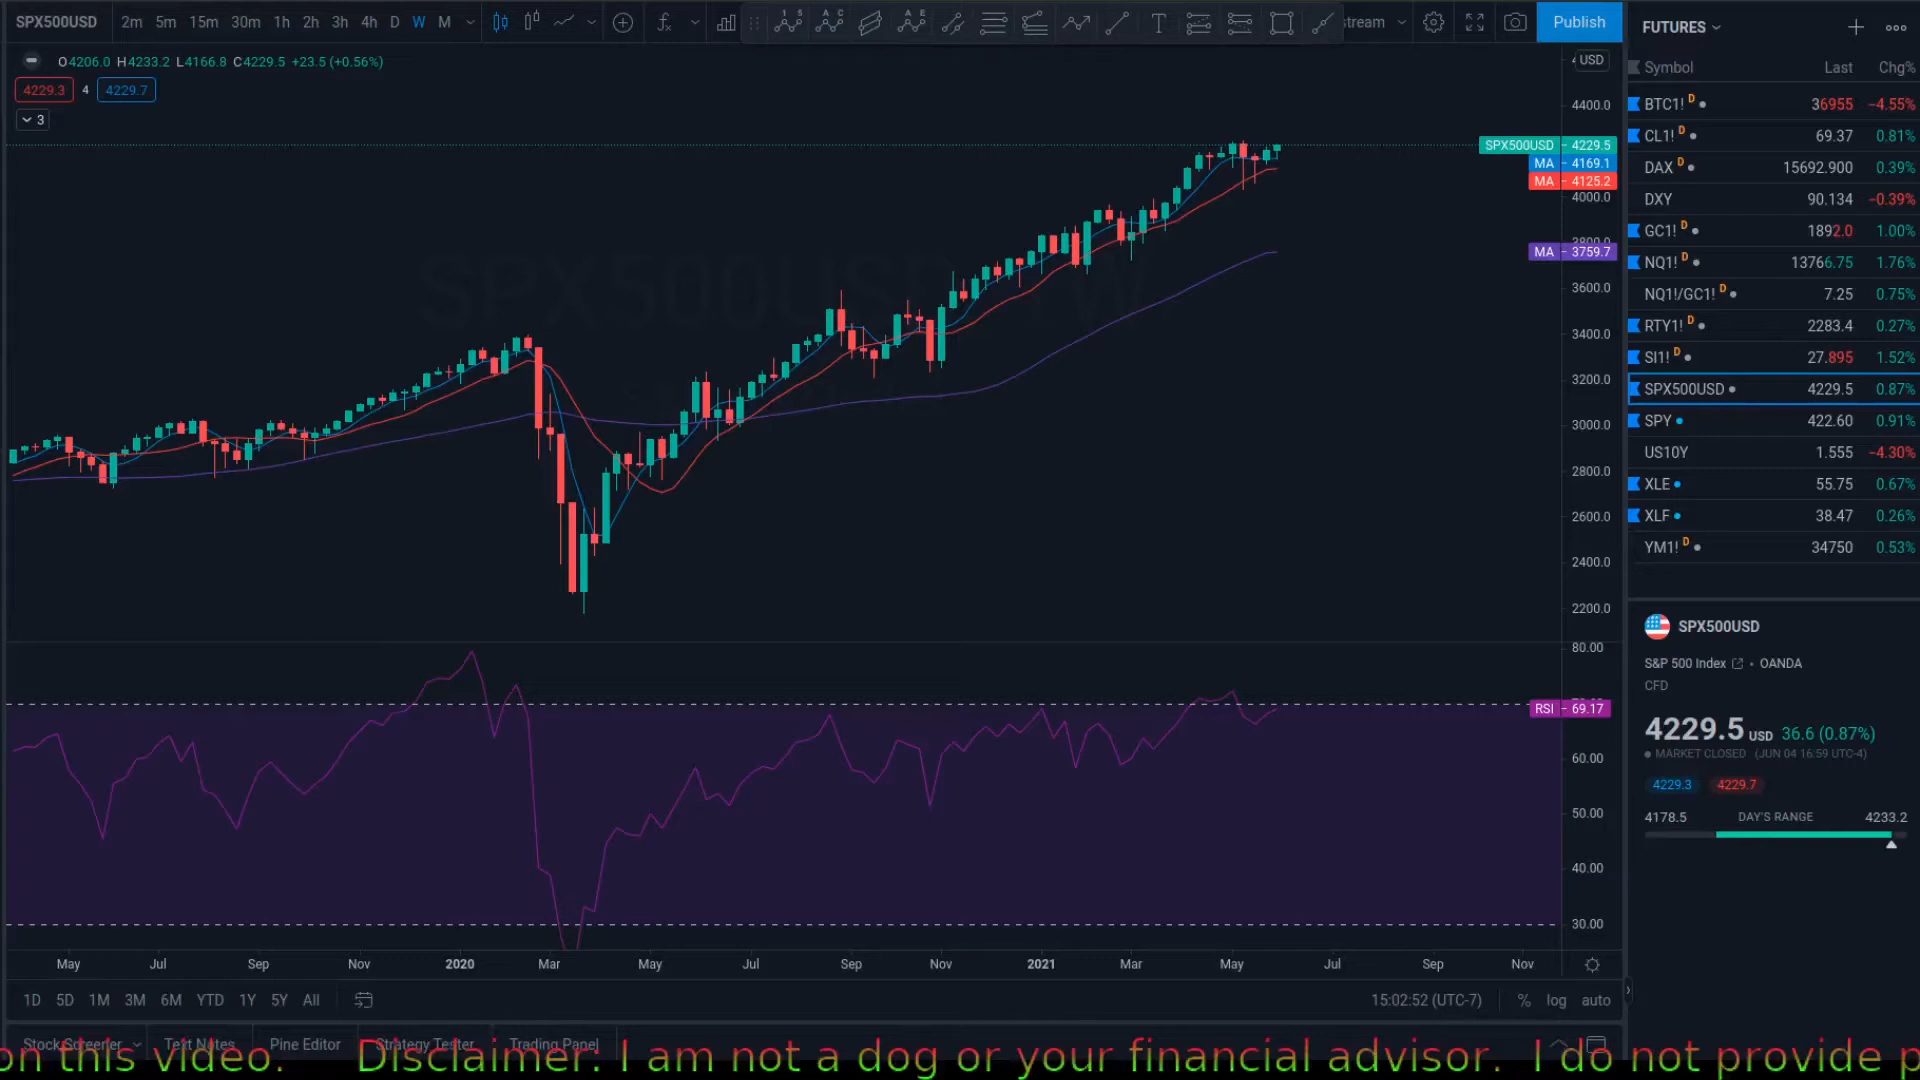 SPX500USD 2m 5m 15m 30m 1h 2h 3h 4h D W M tream Publish
O4206.0 H4233.2 L4166.8 C4229.5 +23.5 (+0.56%)
4229.3 4 4229.7
3
USD
4400.0
4000.0
3800.0
3600.0
3400.0
3200.0
3000.0
2800.0
2600.0
2400.0
2200.0
SPX500USD 4229.5
MA 4169.1
MA 4125.2
MA 3759.7
SPX500USD, 1W
80.00
RSI 69.17
60.00
50.00
40.00
30.00
May Jul Sep Nov 2020 Mar May Jul Sep Nov 2021 Mar May Jul Sep Nov
1D 5D 1M 3M 6M YTD 1Y 5Y All 15:02:52 (UTC-7) % log auto
Stock Screener Text Notes Pine Editor Strategy Tester Trading Panel
FUTURES
Symbol Last Chg%
BTC1! D 36955 −4.55%
CL1! D 69.37 0.81%
DAX D 15692.900 0.39%
DXY 90.134 −0.39%
GC1! D 1892.0 1.00%
NQ1! D 13766.75 1.76%
NQ1!/GC1! D 7.25 0.75%
RTY1! D 2283.4 0.27%
SI1! D 27.895 1.52%
SPX500USD 4229.5 0.87%
SPY 422.60 0.91%
US10Y 1.555 −4.30%
XLE 55.75 0.67%
XLF 38.47 0.26%
YM1! D 34750 0.53%
SPX500USD
S&P 500 Index • OANDA
CFD
4229.5 USD 36.6 (0.87%)
MARKET CLOSED (JUN 04 16:59 UTC-4)
4229.3 4229.7
4178.5 DAY'S RANGE 4233.2
on this video. Disclaimer: I am not a dog or your financial advisor. I do not provide p